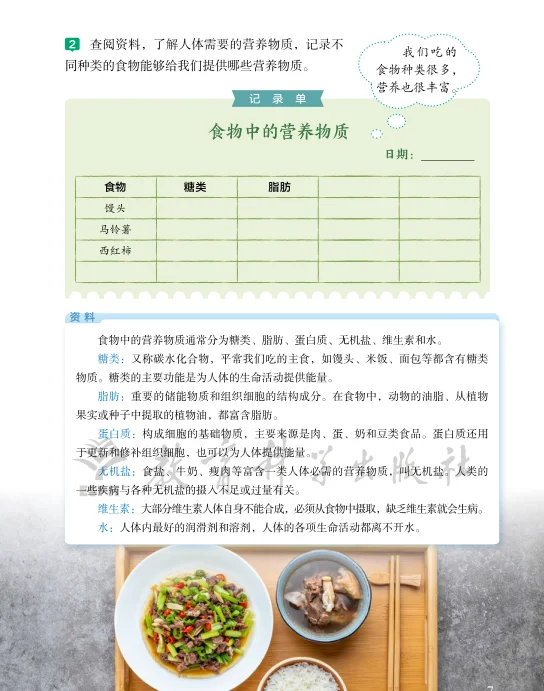 2 查阅资料，了解人体需要的营养物质，记录不
同种类的食物能够给我们提供哪些营养物质。
我们吃的
食物种类很多，
营养也很丰富。
记录单
食物中的营养物质
日期：
食物 糖类 脂肪
馒头
马铃薯
西红柿
资料
食物中的营养物质通常分为糖类、脂肪、蛋白质、无机盐、维生素和水。
糖类：又称碳水化合物，平常我们吃的主食，如馒头、米饭、面包等都含有糖类
物质。糖类的主要功能是为人体的生命活动提供能量。
脂肪：重要的储能物质和组织细胞的结构成分。在食物中，动物的油脂、从植物
果实或种子中提取的植物油，都富含脂肪。
蛋白质：构成细胞的基础物质，主要来源是肉、蛋、奶和豆类食品。蛋白质还用
于更新和修补组织细胞，也可以为人体提供能量。
无机盐：食盐、牛奶、瘦肉等富含一类人体必需的营养物质，叫无机盐。人类的
一些疾病与各种无机盐的摄入不足或过量有关。
维生素：大部分维生素人体自身不能合成，必须从食物中摄取，缺乏维生素就会生病。
水：人体内最好的润滑剂和溶剂，人体的各项生命活动都离不开水。
教育科学出版社
7